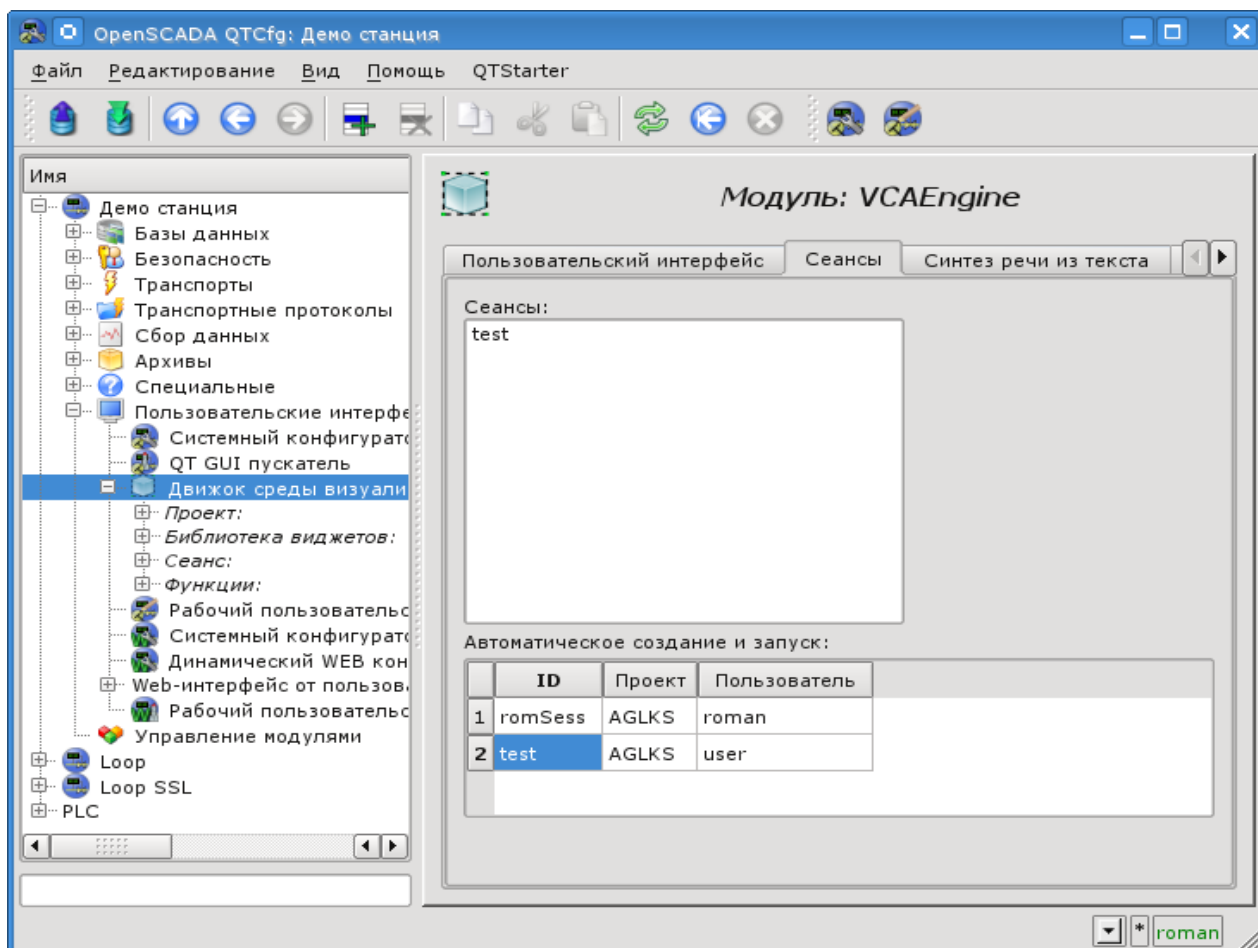 OpenSCADA QTCfg: Демо станция
Файл Редактирование Вид Помощь QTStarter
Имя
Демо станция
Базы данных
Безопасность
Транспорты
Транспортные протоколы
Сбор данных
Архивы
Специальные
Пользовательские интерфе
Системный конфигурато
QT GUI пускатель
Движок среды визуали
Проект:
Библиотека виджетов:
Сеанс:
Функции:
Рабочий пользовательс
Системный конфигурато
Динамический WEB кон
Web-интерфейс от пользов
Рабочий пользовательс
Управление модулями
Loop
Loop SSL
PLC
Модуль: VCAEngine
Пользовательский интерфейс Сеансы Синтез речи из текста
Сеансы:
test
Автоматическое создание и запуск:
ID Проект Пользователь
1 romSess AGLKS roman
2 test AGLKS user
* roman